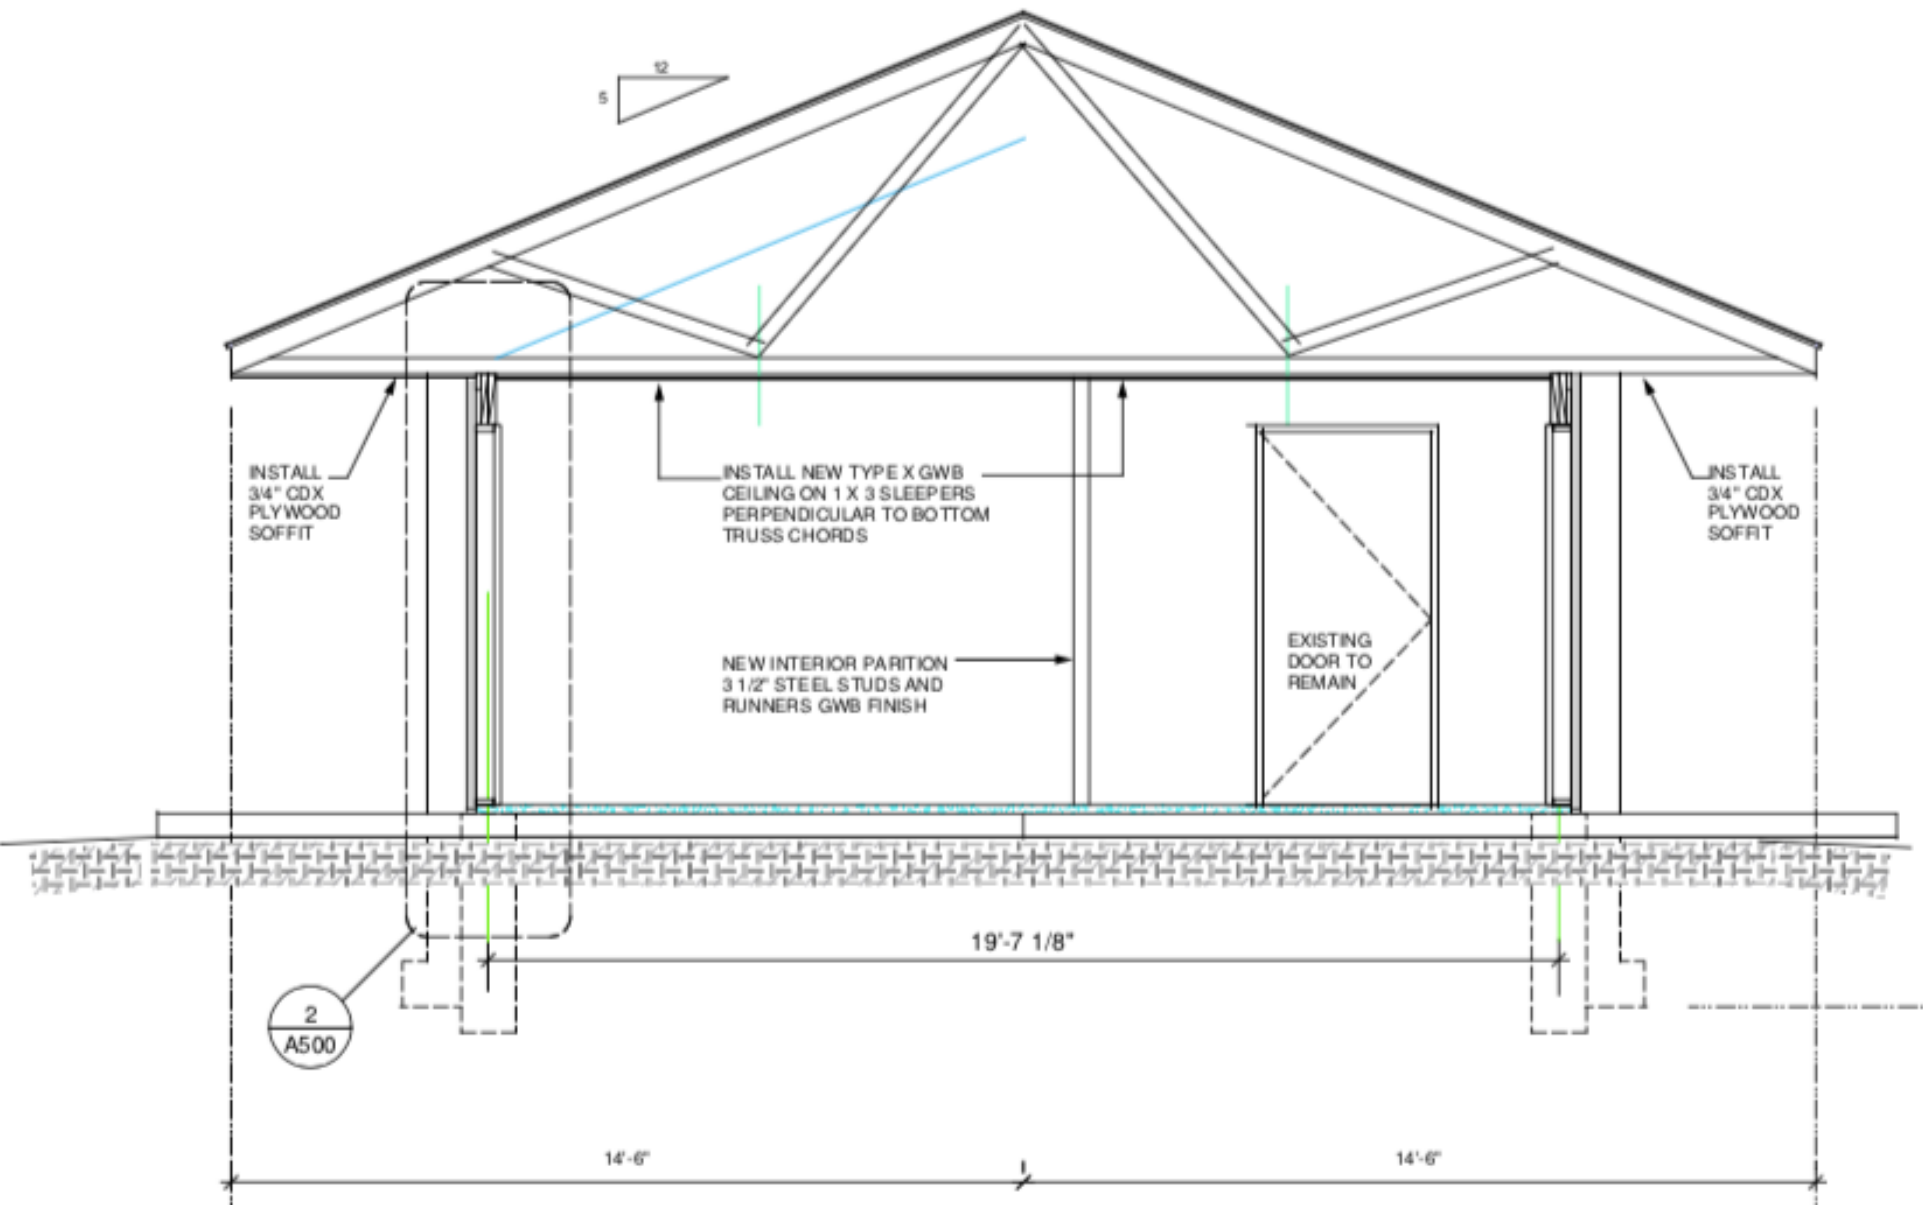 12
5
INSTALL
3/4" CDX
PLYWOOD
SOFFIT
INSTALL NEW TYPE X GWB
CEILING ON 1 X 3 SLEEPERS
PERPENDICULAR TO BOTTOM
TRUSS CHORDS
INSTALL
3/4" CDX
PLYWOOD
SOFFIT
NEW INTERIOR PARITION
3 1/2" STEEL STUDS AND
RUNNERS GWB FINISH
EXISTING
DOOR TO
REMAIN
19'-7 1/8"
2
A500
14'-6"
14'-6"